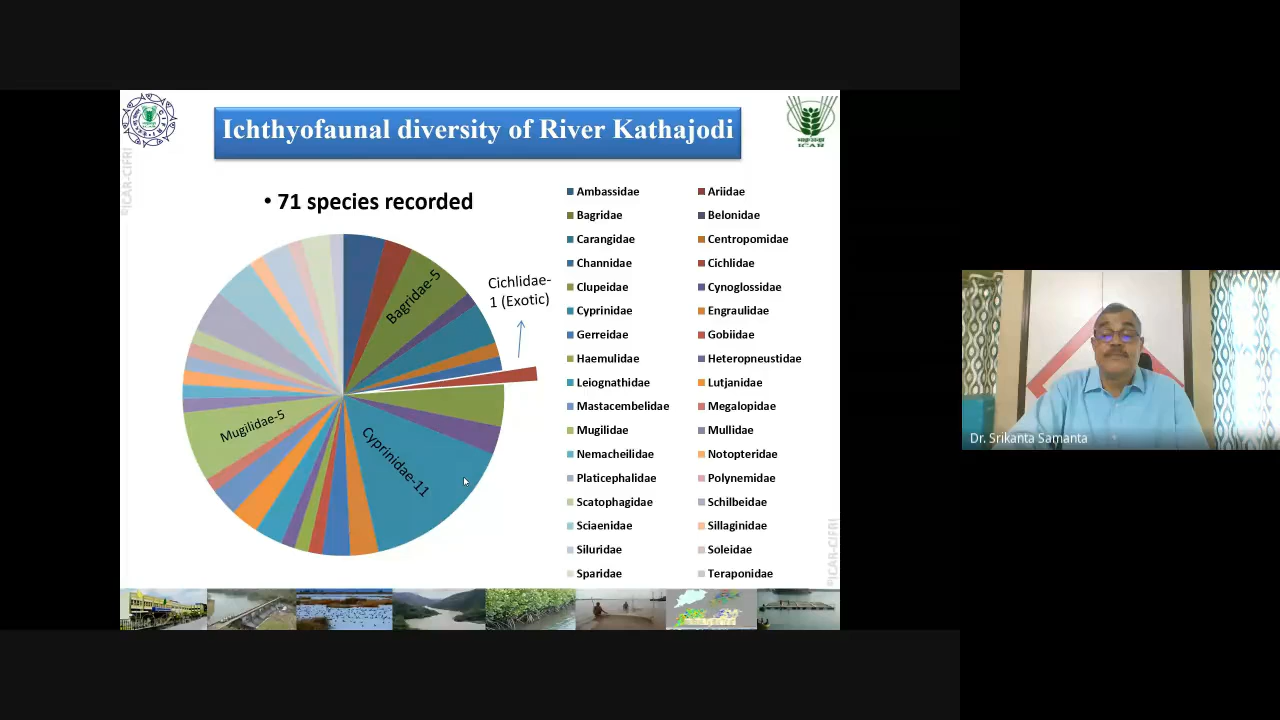 Ichthyofaunal diversity of River Kathajodi
ICAR
©ICAR-CIFRI
• 71 species recorded
Bagridae-5
Cichlidae-
1 (Exotic)
Mugilidae-5
Cyprinidae-11
Ambassidae
Ariidae
Bagridae
Belonidae
Carangidae
Centropomidae
Channidae
Cichlidae
Clupeidae
Cynoglossidae
Cyprinidae
Engraulidae
Gerreidae
Gobiidae
Haemulidae
Heteropneustidae
Leiognathidae
Lutjanidae
Mastacembelidae
Megalopidae
Mugilidae
Mullidae
Nemacheilidae
Notopteridae
Platicephalidae
Polynemidae
Scatophagidae
Schilbeidae
Sciaenidae
Sillaginidae
Siluridae
Soleidae
Sparidae
Teraponidae
©ICAR-CIFRI
Dr. Srikanta Samanta